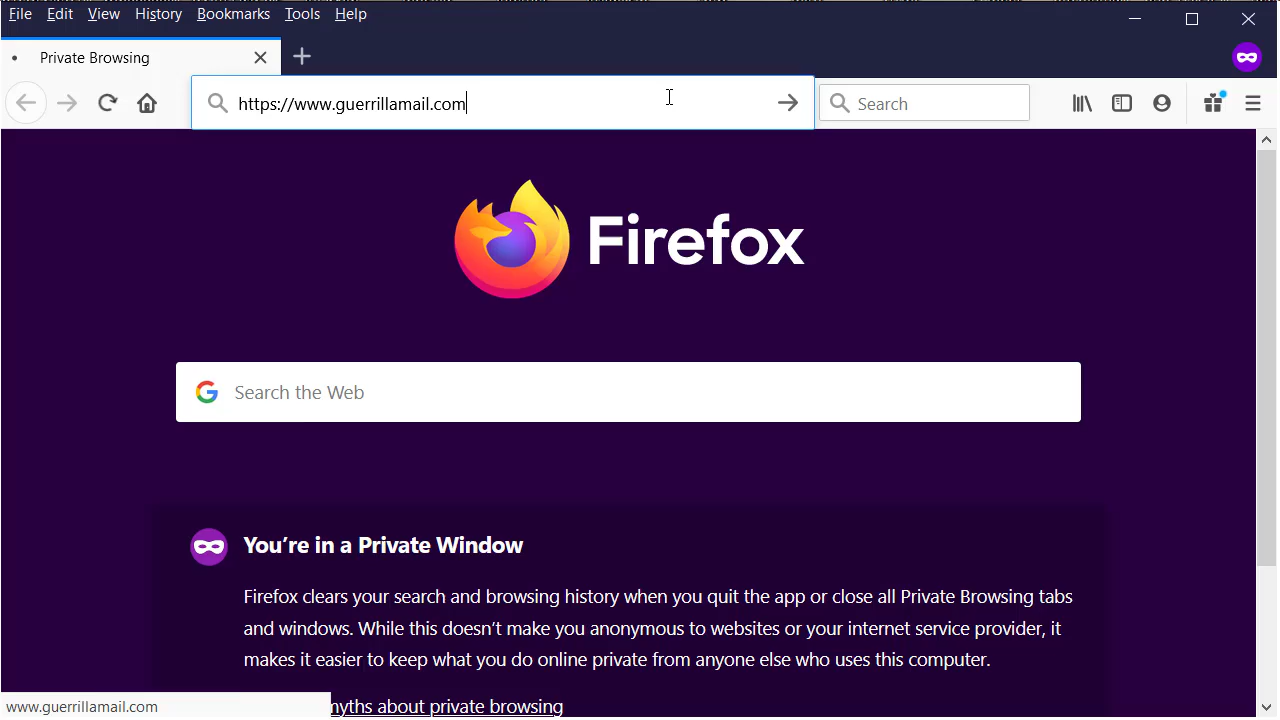 File Edit View History Bookmarks Tools Help
Private Browsing
https://www.guerrillamail.com
Search
Firefox
Search the Web
You're in a Private Window
Firefox clears your search and browsing history when you quit the app or close all Private Browsing tabs
and windows. While this doesn't make you anonymous to websites or your internet service provider, it
makes it easier to keep what you do online private from anyone else who uses this computer.
www.guerrillamail.com
about private browsing